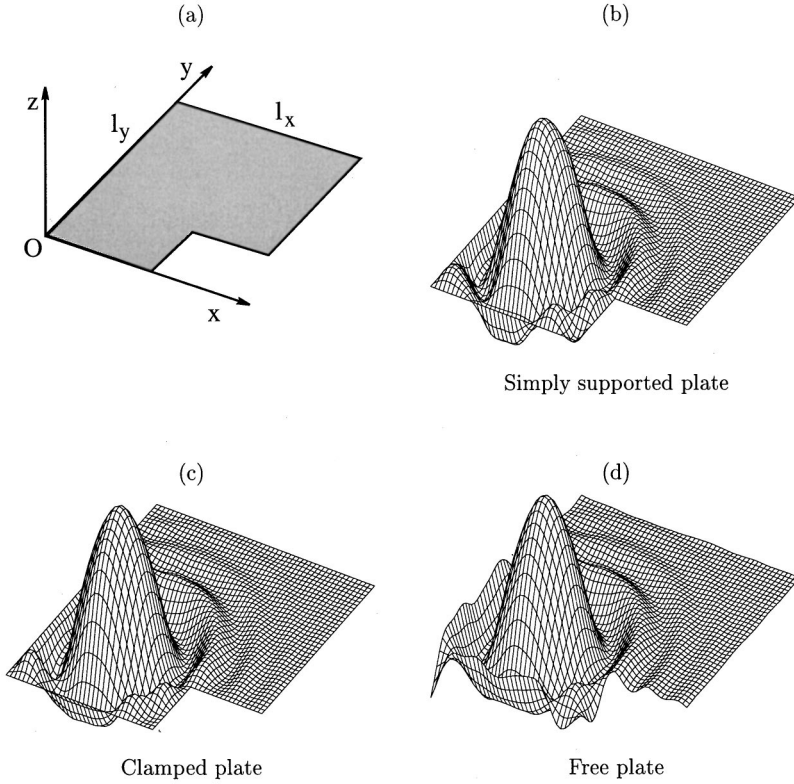 (a)
(b)
z
y
l_y
l_x
O
x
Simply supported plate
(c)
(d)
Clamped plate
Free plate